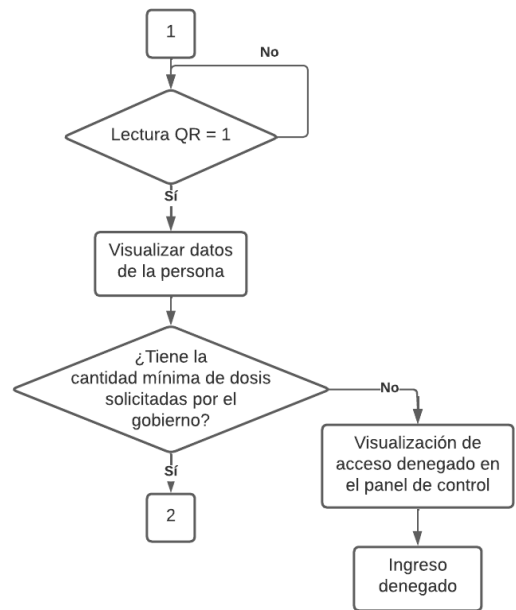 1
No
Lectura QR = 1
Sí
Visualizar datos
de la persona
¿Tiene la
cantidad mínima de dosis
solicitadas por el
gobierno?
No
Sí
Visualización de
acceso denegado en
el panel de control
2
Ingreso
denegado